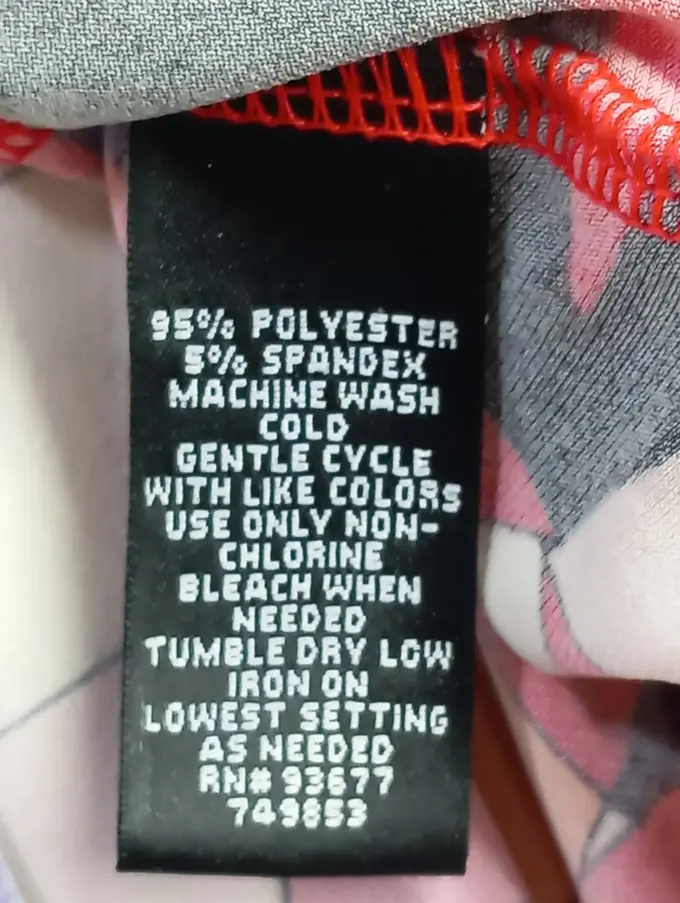 95% POLYESTER
5% SPANDEX
MACHINE WASH
COLD
GENTLE CYCLE
WITH LIKE COLORS
USE ONLY NON-
CHLORINE
BLEACH WHEN
NEEDED
TUMBLE DRY LOW
IRON ON
LOWEST SETTING
AS NEEDED
RN# 93677
749853